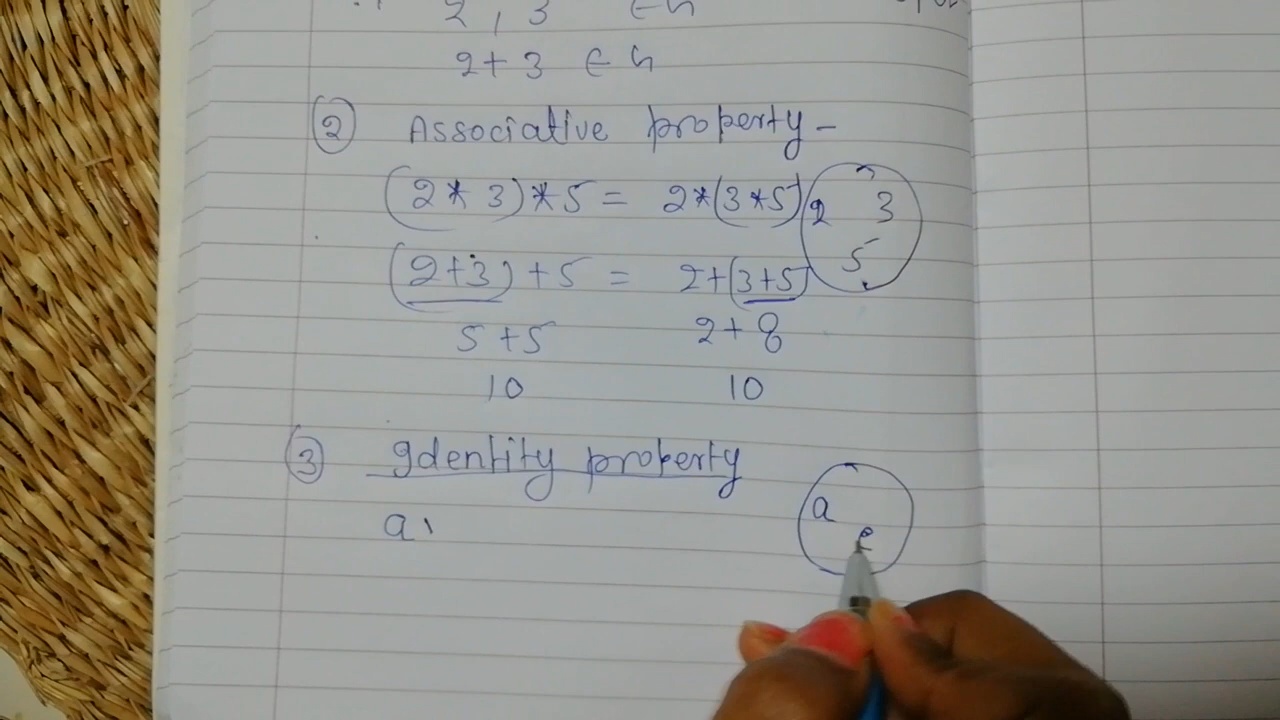 2 , 3 ∈ G
2 + 3 ∈ G
② Associative property -
(2 * 3) * 5 = 2 * (3 * 5)
2 3
5
(2+3) + 5 = 2 + (3+5)
5 + 5 2 + 8
10 10
③ Identity property
a,
a
e